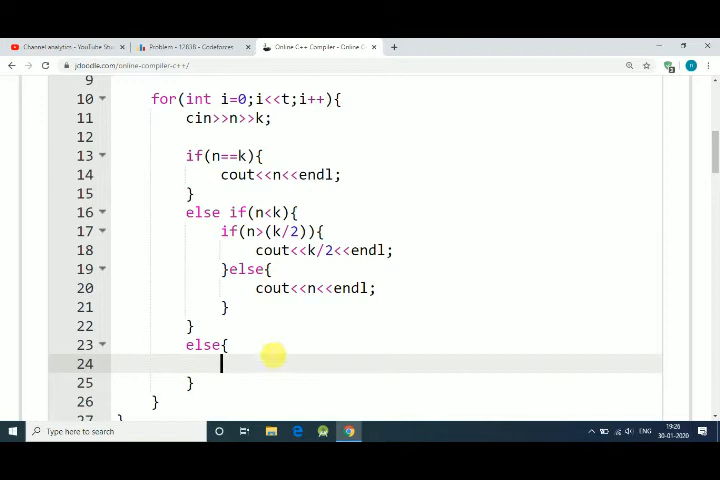 Channel analytics - YouTube Stu
Problem - 1283B - Codeforces
Online C++ Compiler - Online C+
jdoodle.com/online-compiler-c++/
9
10 for(int i=0;i<<t;i++){
11 cin>>n>>k;
12
13 if(n==k){
14 cout<<n<<endl;
15 }
16 else if(n<k){
17 if(n>(k/2)){
18 cout<<k/2<<endl;
19 }else{
20 cout<<n<<endl;
21 }
22 }
23 else{
24
25 }
26 }
27 }
Type here to search
ENG
19:26
30-01-2020